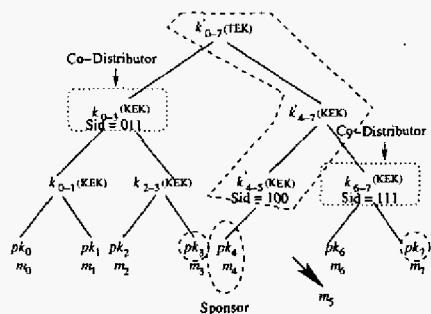 k'0-7(TEK)
Co-Distributor
k0-3(KEK)
Sid = 011
k'4-7(KEK)
Co-Distributor
k0-1(KEK) k2-3(KEK) k'4-5(KEK) k6-7(KEK)
Sid = 100 Sid = 111
pk0 pk1 pk2 pk3 pk4 pk6 pk7
m0 m1 m2 m3 m4 m6 m7
m5
Sponsor